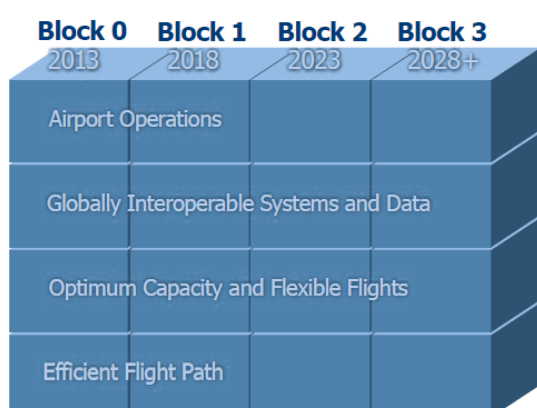 Block 0 Block 1 Block 2 Block 3
2013 2018 2023 2028+
Airport Operations
Globally Interoperable Systems and Data
Optimum Capacity and Flexible Flights
Efficient Flight Path